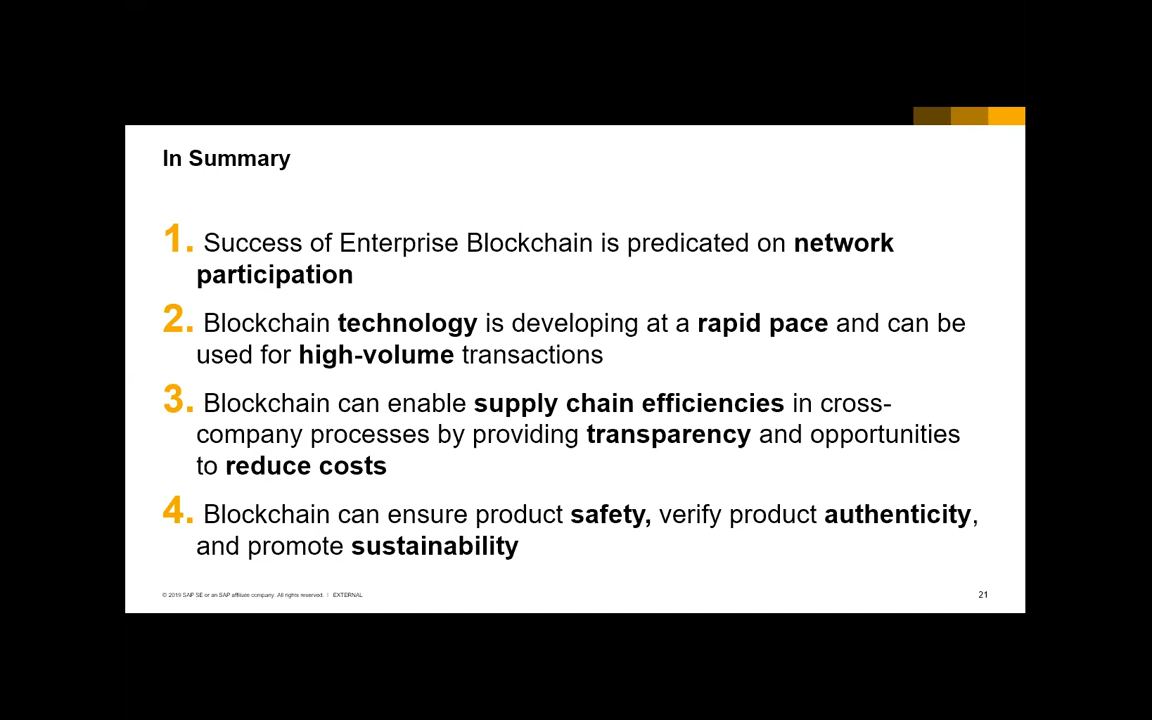 In Summary
1. Success of Enterprise Blockchain is predicated on network
participation
2. Blockchain technology is developing at a rapid pace and can be
used for high-volume transactions
3. Blockchain can enable supply chain efficiencies in cross-
company processes by providing transparency and opportunities
to reduce costs
4. Blockchain can ensure product safety, verify product authenticity,
and promote sustainability
© 2019 SAP SE or an SAP affiliate company. All rights reserved. | EXTERNAL
21